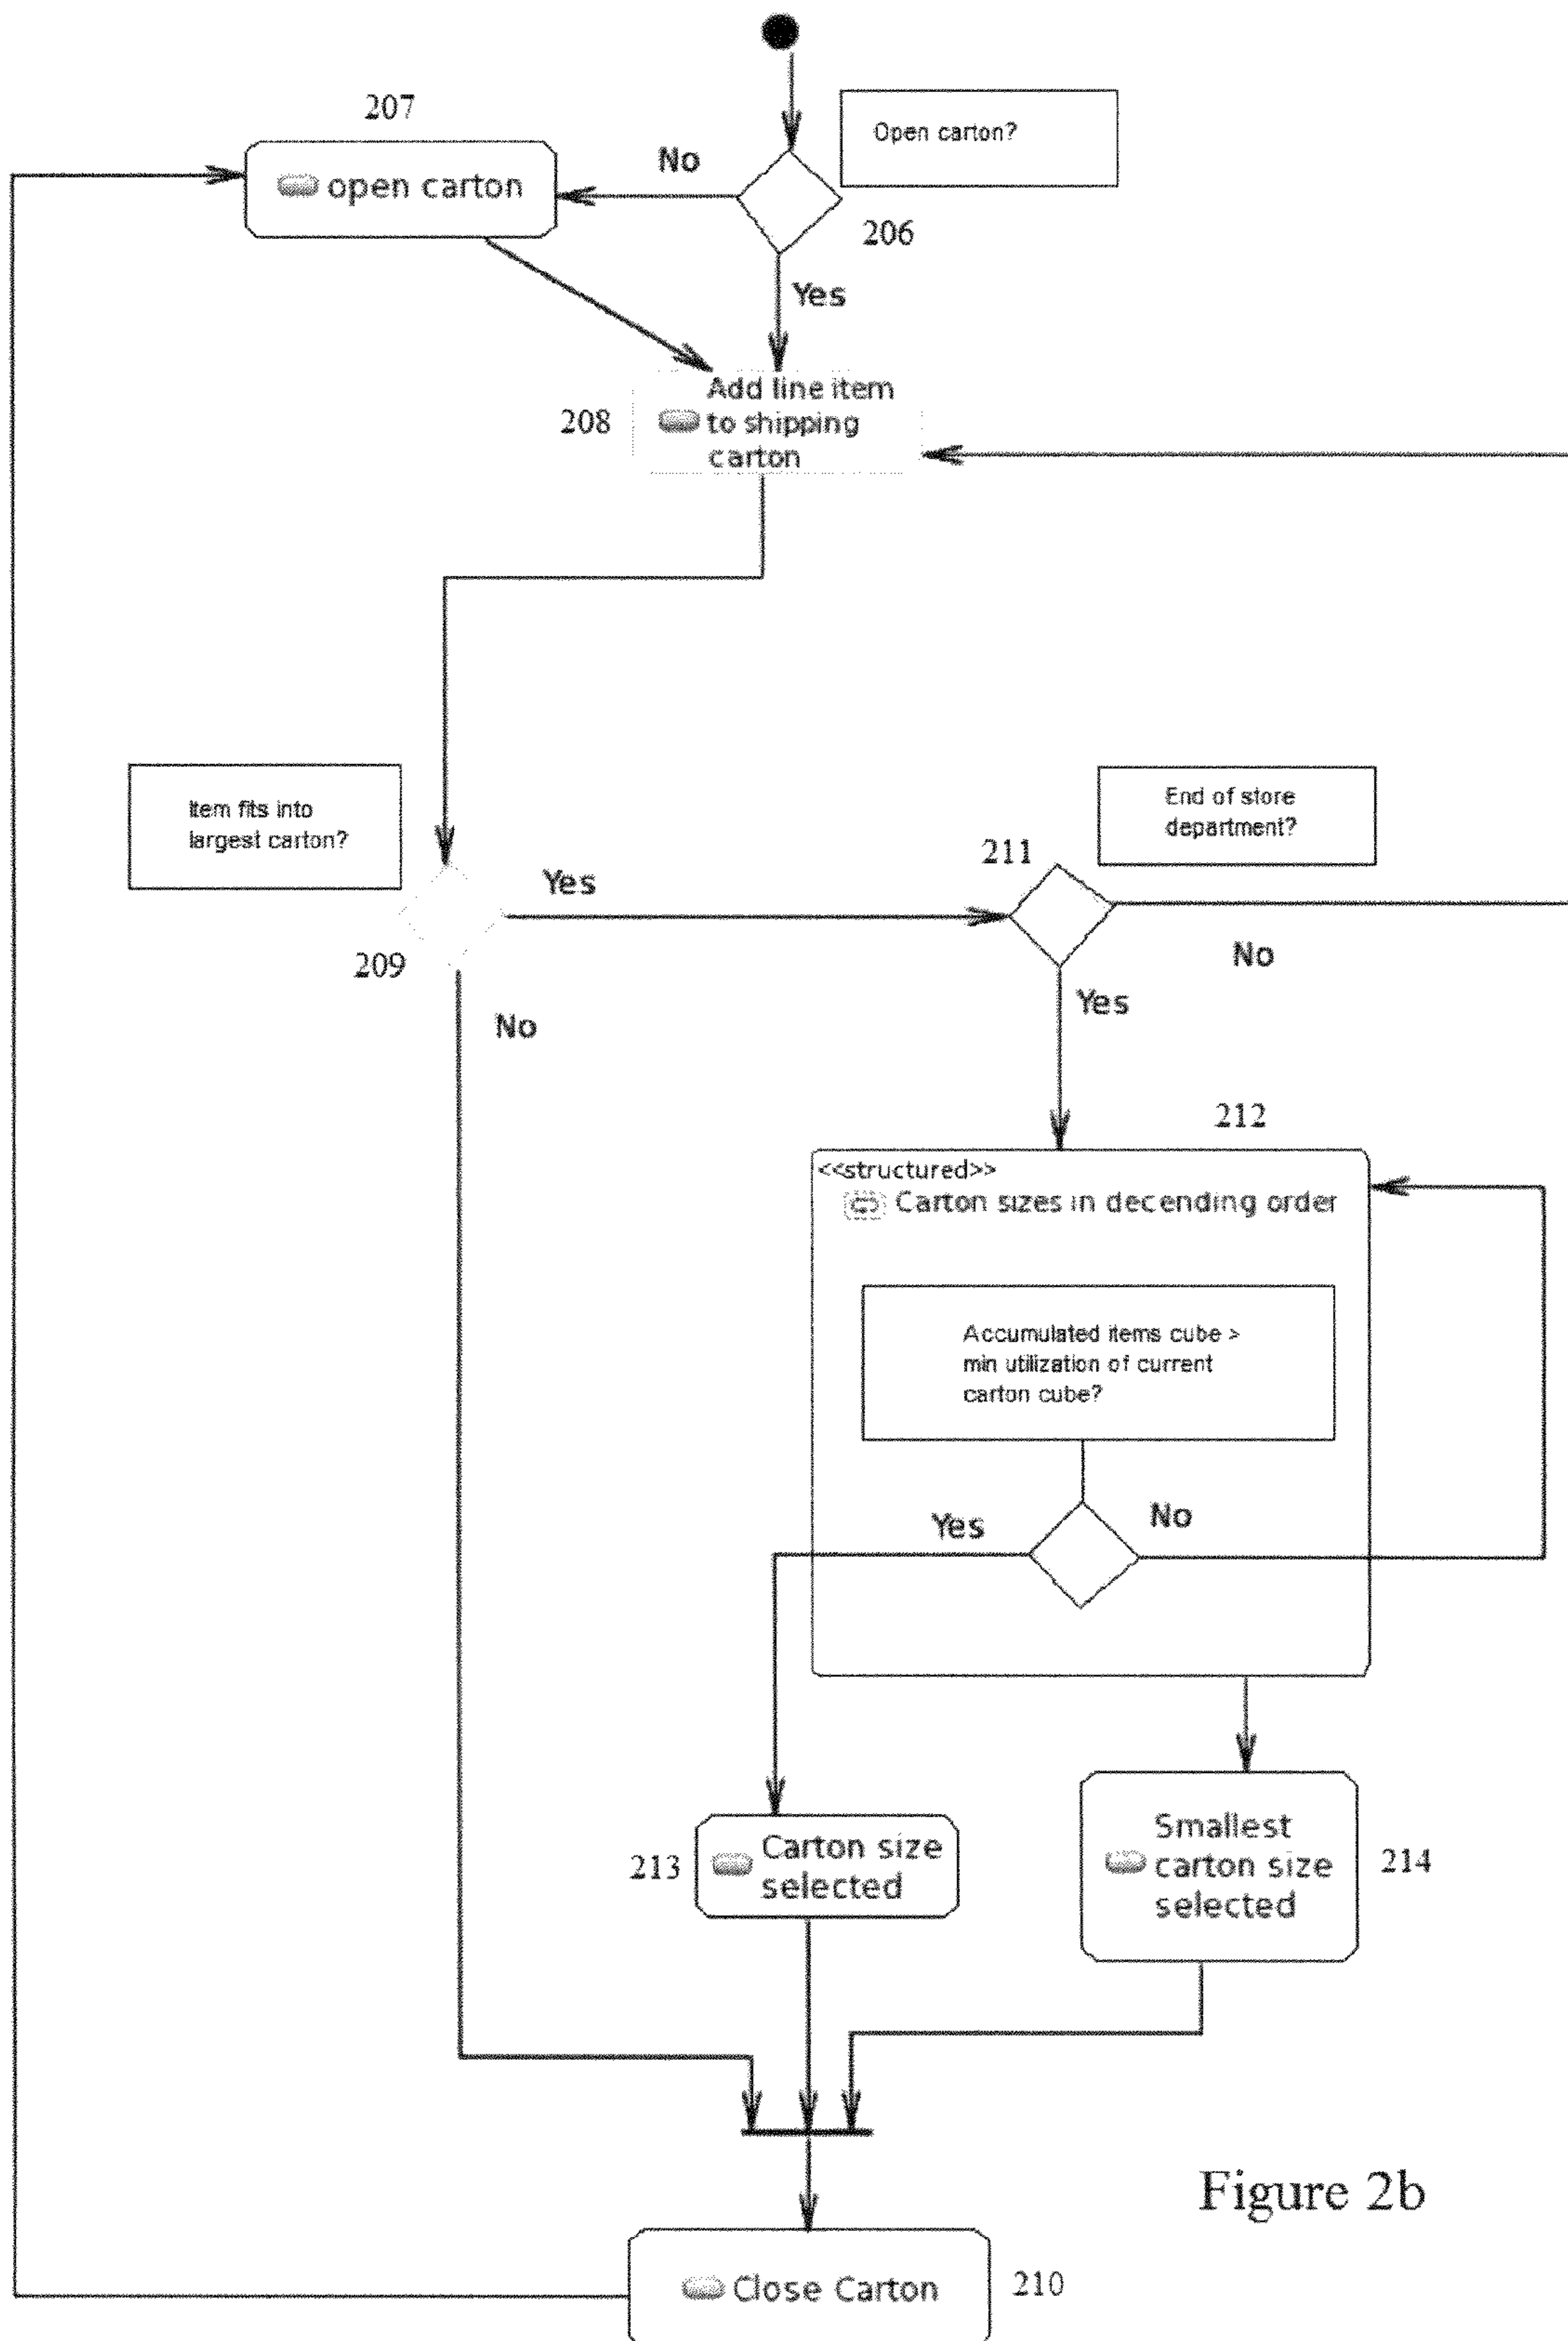 207
Open carton?
No
open carton
206
Yes
Add line item
to shipping
carton
208
Item fits into
largest carton?
End of store
department?
211
Yes
209
No
No
Yes
212
<<structured>>
Carton sizes in decending order
Accumulated items cube >
min utilization of current
carton cube?
Yes
No
213
Carton size
selected
Smallest
carton size
selected
214
Figure 2b
Close Carton
210